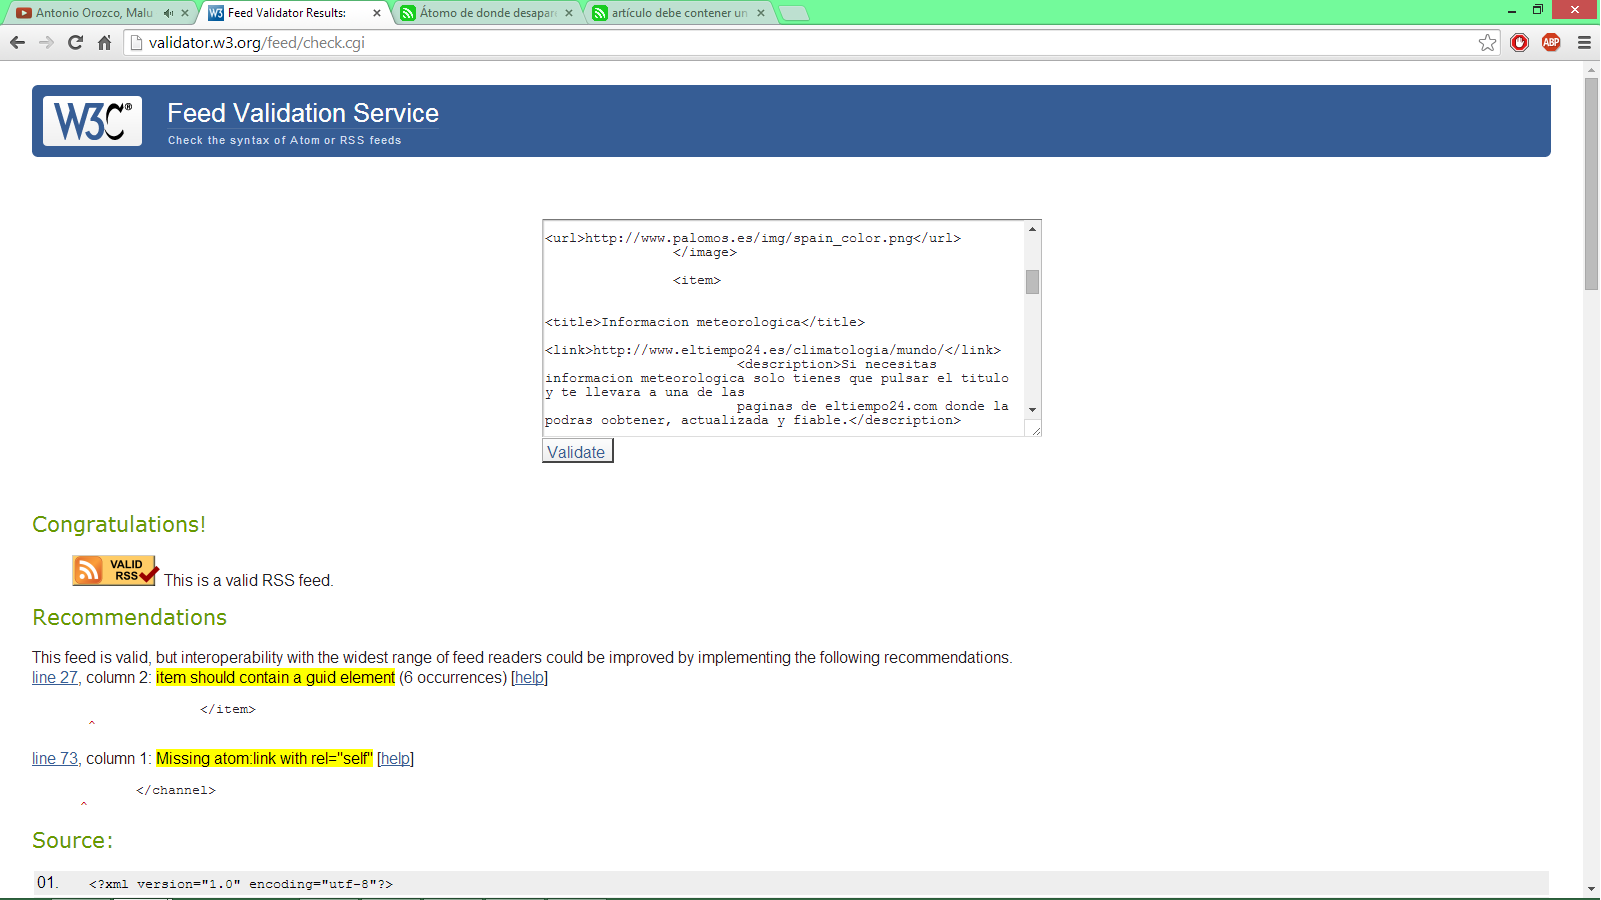 Antonio Orozco, Malu
Feed Validator Results:
Átomo de donde desapare
artículo debe contener un
validator.w3.org/feed/check.cgi
ABP
W3C®
Feed Validation Service
Check the syntax of Atom or RSS feeds
<url>http://www.palomos.es/img/spain_color.png</url>
</image>
<item>
<title>Informacion meteorologica</title>
<link>http://www.eltiempo24.es/climatologia/mundo/</link>
<description>Si necesitas
informacion meteorologica solo tienes que pulsar el titulo
y te llevara a una de las
paginas de eltiempo24.com donde la
podras oobtener, actualizada y fiable.</description>
Validate
Congratulations!
VALID RSS This is a valid RSS feed.
Recommendations
This feed is valid, but interoperability with the widest range of feed readers could be improved by implementing the following recommendations.
line 27, column 2: item should contain a guid element (6 occurrences) [help]
</item>
^
line 73, column 1: Missing atom:link with rel="self" [help]
</channel>
^
Source:
01. <?xml version="1.0" encoding="utf-8"?>